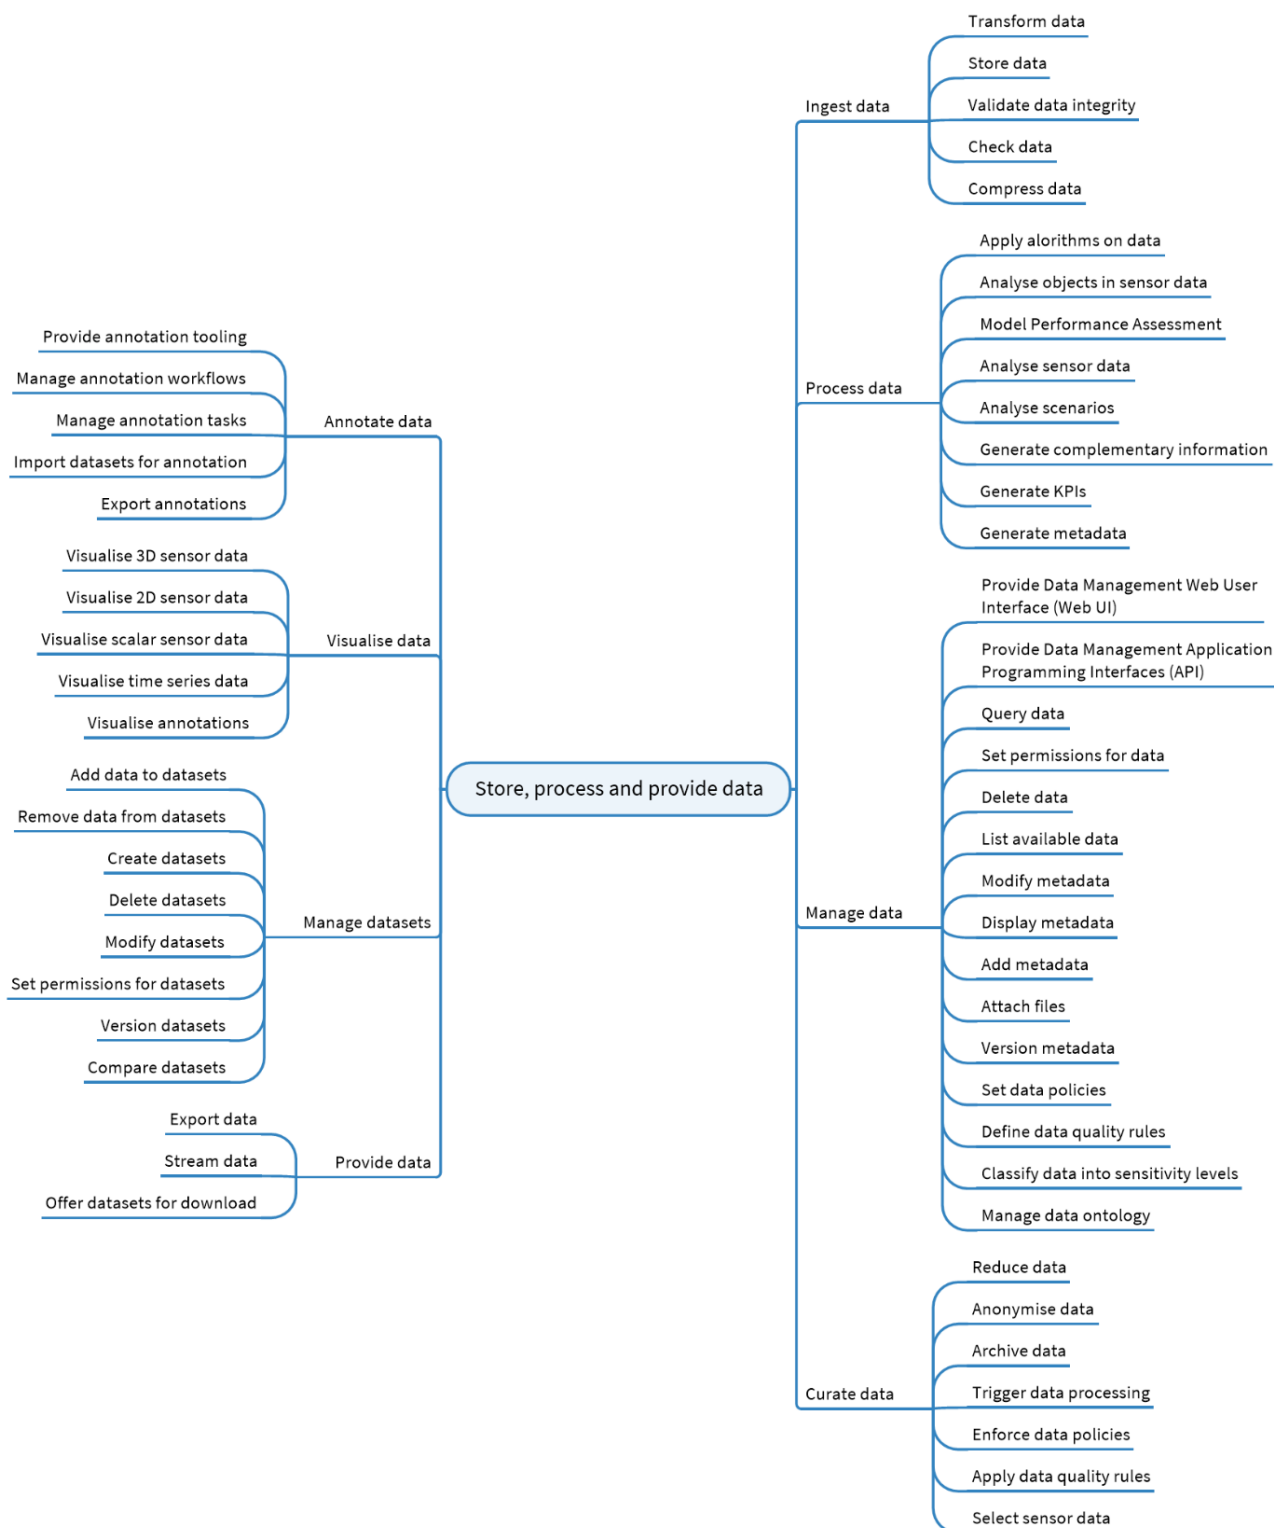 Store, process and provide data
Ingest data
Transform data
Store data
Validate data integrity
Check data
Compress data
Process data
Apply alorithms on data
Analyse objects in sensor data
Model Performance Assessment
Analyse sensor data
Analyse scenarios
Generate complementary information
Generate KPIs
Generate metadata
Manage data
Provide Data Management Web User
Interface (Web UI)
Provide Data Management Application
Programming Interfaces (API)
Query data
Set permissions for data
Delete data
List available data
Modify metadata
Display metadata
Add metadata
Attach files
Version metadata
Set data policies
Define data quality rules
Classify data into sensitivity levels
Manage data ontology
Curate data
Reduce data
Anonymise data
Archive data
Trigger data processing
Enforce data policies
Apply data quality rules
Select sensor data
Annotate data
Provide annotation tooling
Manage annotation workflows
Manage annotation tasks
Import datasets for annotation
Export annotations
Visualise data
Visualise 3D sensor data
Visualise 2D sensor data
Visualise scalar sensor data
Visualise time series data
Visualise annotations
Manage datasets
Add data to datasets
Remove data from datasets
Create datasets
Delete datasets
Modify datasets
Set permissions for datasets
Version datasets
Compare datasets
Provide data
Export data
Stream data
Offer datasets for download